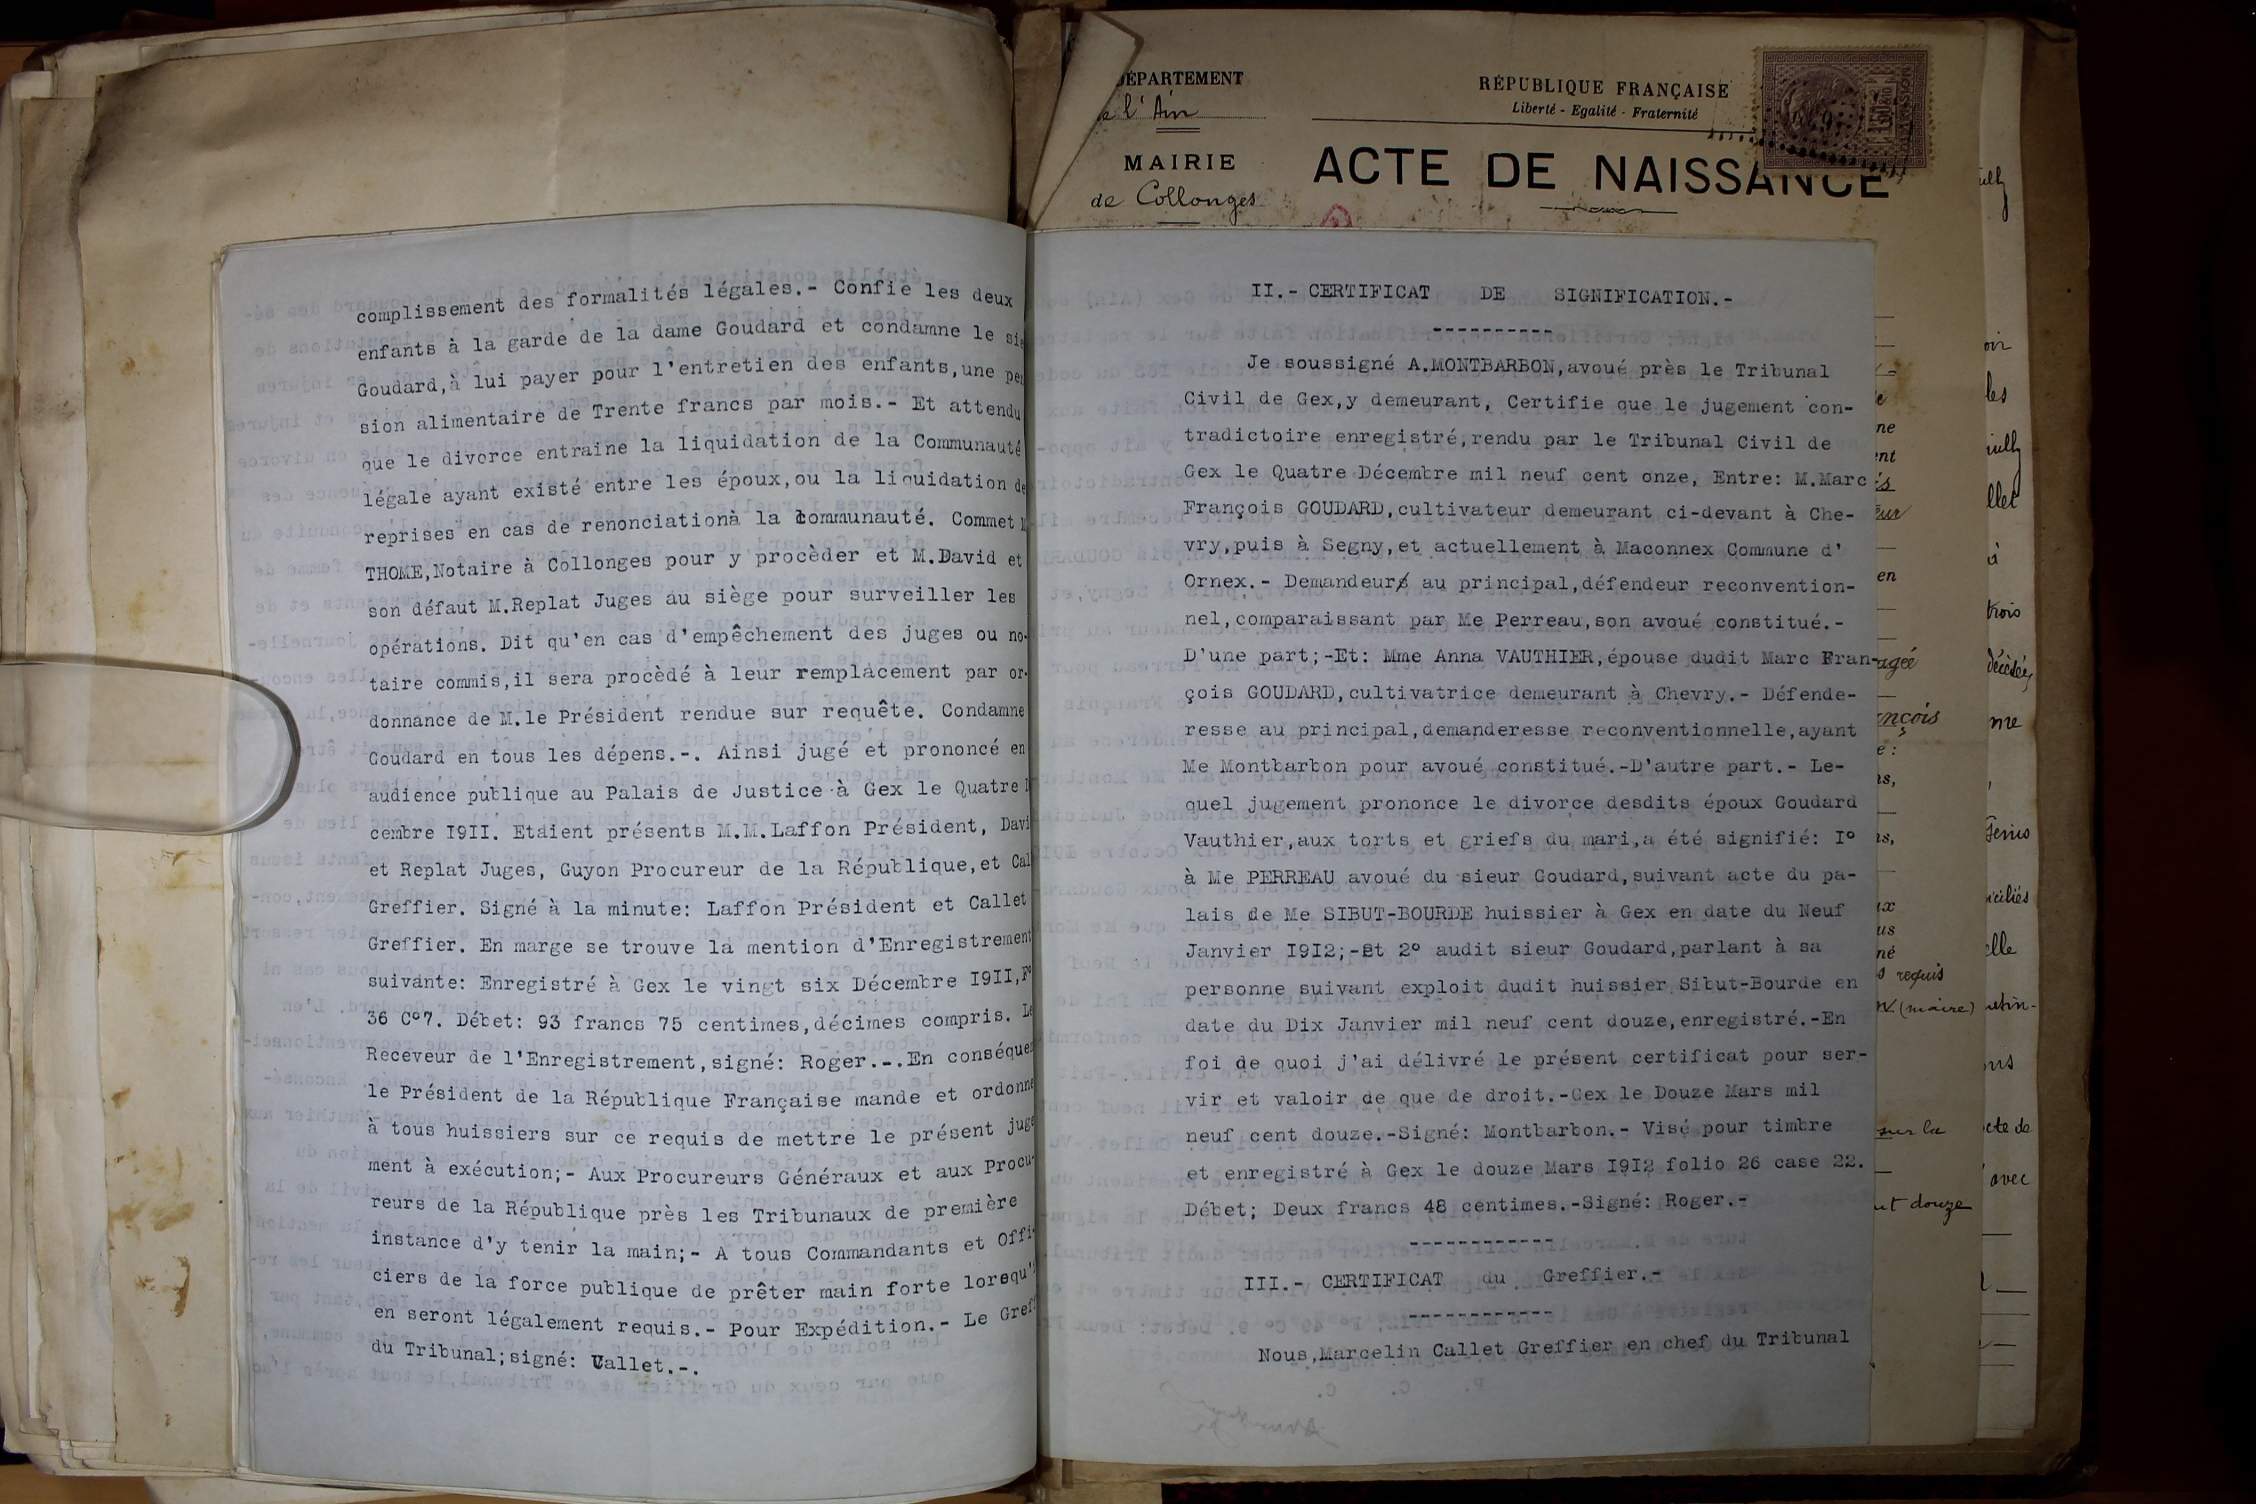 complissement des formalités légales.- Confie les deux
enfants à la garde de la dame Goudard et condamne le
Goudard,à lui payer pour l'entretien des enfants,une
sion alimentaire de Trente francs par mois.- Et attendu
que le divorce entraine la liquidation de la Communauté
légale ayant existé entre les époux,ou la liquidation
reprises en cas de renonciationà la communauté. Commet
THOME,Notaire à Collonges pour y procèder et M.David et
son défaut M.Replat Juges au siège pour surveiller les
opérations. Dit qu'en cas d'empêchement des juges ou no-
taire commis,il sera procèdé à leur remplacement par or-
donnance de M.le Président rendue sur requête. Condamne
Goudard en tous les dépens.-. Ainsi jugé et prononcé en
audience publique au Palais de Justice à Gex le Quatre
cembre I9II. Etaient présents M.M.Laffon Président, Davi
et Replat Juges, Guyon Procureur de la République,et Cal
Greffier. Signé à la minute: Laffon Président et Callet
Greffier. En marge se trouve la mention d'Enregistrement
suivante: Enregistré à Gex le vingt six Décembre I9II,F°
36 C°7. Débet: 93 francs 75 centimes,décimes compris. Le
Receveur de l'Enregistrement,signé: Roger.-.En conséque
le Président de la République Française mande et ordonne
à tous huissiers sur ce requis de mettre le présent juge
ment à exécution;- Aux Procureurs Généraux et aux Procu-
reurs de la République près les Tribunaux de première
instance d'y tenir la main;- A tous Commandants et Offi-
ciers de la force publique de prêter main forte lorsqu'
en seront légalement requis.- Pour Expédition.- Le Gref
du Tribunal;signé: Callet.-.
DÉPARTEMENT
de l'Ain
MAIRIE
de Collonges
RÉPUBLIQUE FRANÇAISE
Liberté - Egalité - Fraternité
ACTE DE NAISSANCE
II.- CERTIFICAT DE SIGNIFICATION.-
----------
Je soussigné A.MONTBARBON,avoué près le Tribunal
Civil de Gex,y demeurant, Certifie que le jugement con-
tradictoire enregistré,rendu par le Tribunal Civil de
Gex le Quatre Décembre mil neuf cent onze, Entre: M.Marc
François GOUDARD,cultivateur demeurant ci-devant à Che-
vry,puis à Segny,et actuellement à Maconnex Commune d'
Ornex.- Demandeurs au principal,défendeur reconvention-
nel,comparaissant par Me Perreau,son avoué constitué.-
D'une part;-Et: Mme Anna VAUTHIER,épouse dudit Marc Fran-
çois GOUDARD,cultivatrice demeurant à Chevry.- Défende-
resse au principal,demanderesse reconventionnelle,ayant
Me Montbarbon pour avoué constitué.-D'autre part.- Le-
quel jugement prononce le divorce desdits époux Goudard
Vauthier,aux torts et griefs du mari,a été signifié: I°
à Me PERREAU avoué du sieur Goudard,suivant acte du pa-
lais de Me SIBUT-BOURDE huissier à Gex en date du Neuf
Janvier I9I2;-Et 2° audit sieur Goudard,parlant à sa
personne suivant exploit dudit huissier Sibut-Bourde en
date du Dix Janvier mil neuf cent douze,enregistré.-En
foi de quoi j'ai délivré le présent certificat pour ser-
vir et valoir de que de droit.-Gex le Douze Mars mil
neuf cent douze.-Signé: Montbarbon.- Visé pour timbre
et enregistré à Gex le douze Mars I9I2 folio 26 case 22.
Débet; Deux francs 48 centimes.-Signé: Roger.-
------------
III.- CERTIFICAT du Greffier.-
------------
Nous,Marcelin Callet Greffier en chef du Tribunal